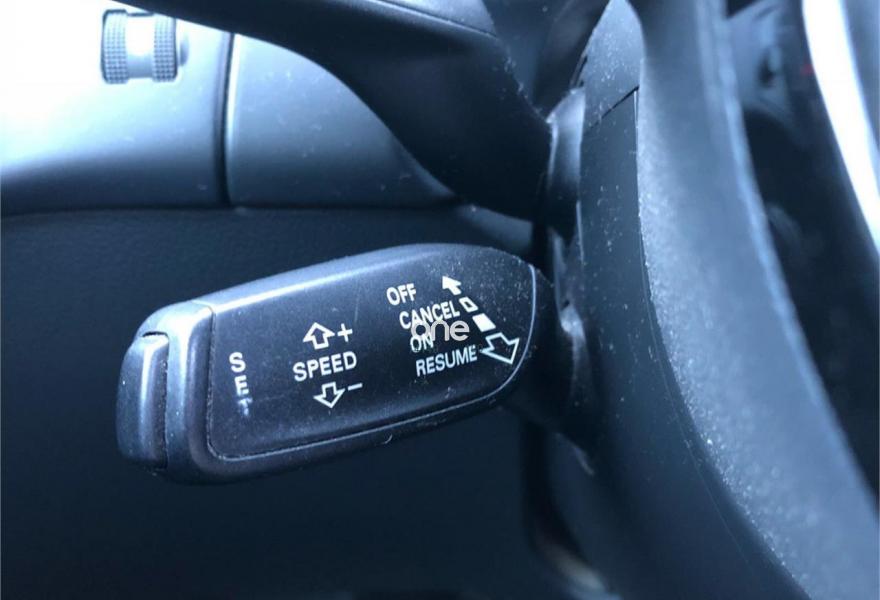 OFF
CANCEL
ON
RESUME
+
SPEED
-
SET
one